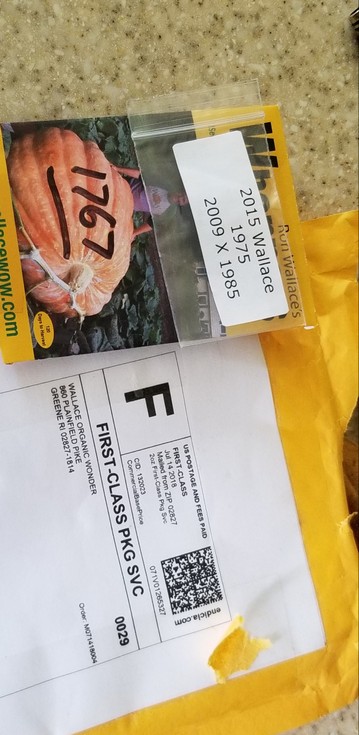 Ron Wallace's
2015 Wallace
1975
2009 X 1985
1767
llacewow.com
F
US POSTAGE AND FEES PAID
FIRST-CLASS
Jul 14 2018
Mailed from ZIP 02827
2oz First-Class Pkg Svc
CID: 132023
CommercialBasePrice
071V01265327
endicia.com
FIRST-CLASS PKG SVC
WALLACE ORGANIC WONDER
860 PLAINFIELD PIKE
GREENE RI 02827-1814
0029